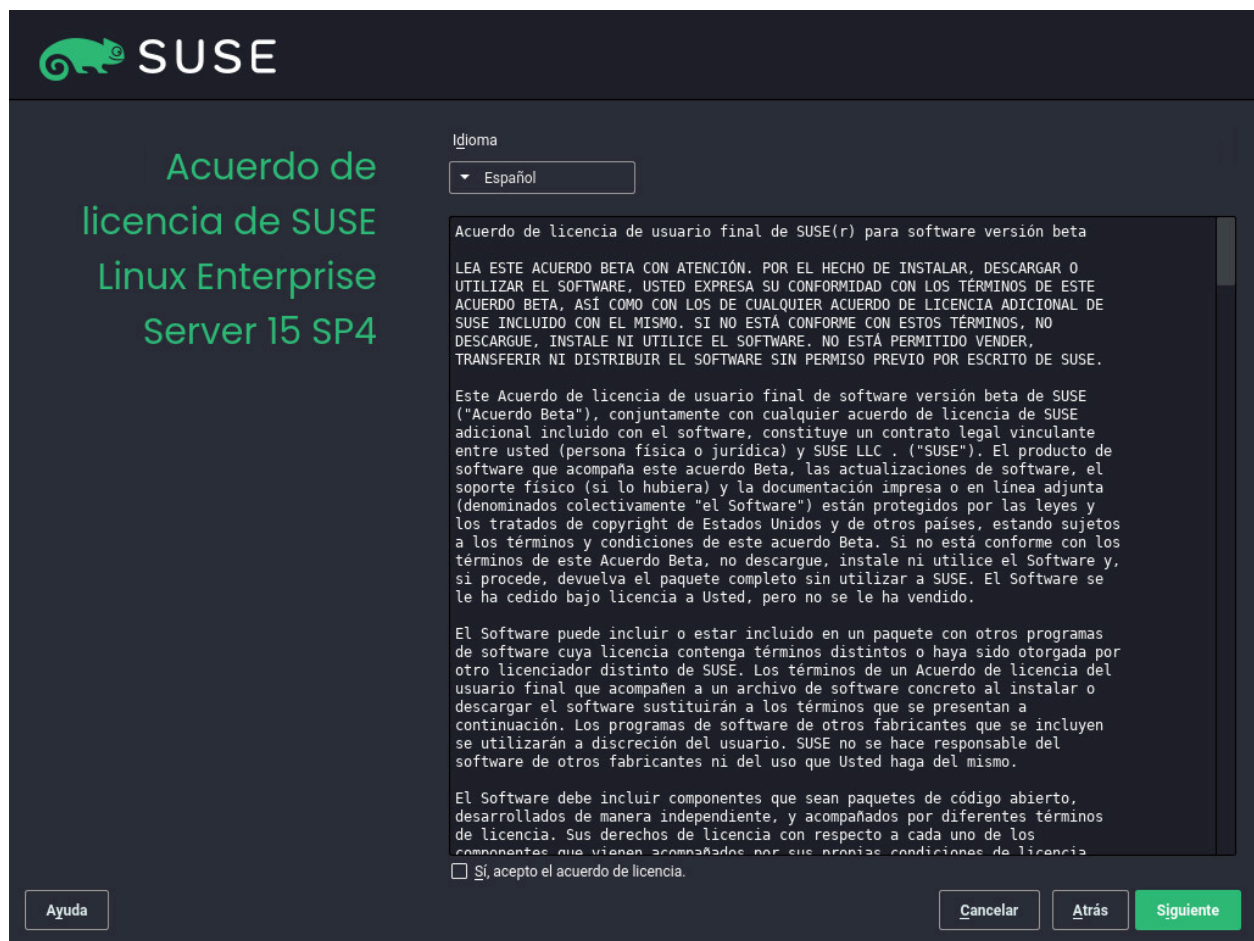 SUSE
Acuerdo de
licencia de SUSE
Linux Enterprise
Server 15 SP4
Idioma
Español
Acuerdo de licencia de usuario final de SUSE(r) para software versión beta
LEA ESTE ACUERDO BETA CON ATENCIÓN. POR EL HECHO DE INSTALAR, DESCARGAR O
UTILIZAR EL SOFTWARE, USTED EXPRESA SU CONFORMIDAD CON LOS TÉRMINOS DE ESTE
ACUERDO BETA, ASÍ COMO CON LOS DE CUALQUIER ACUERDO DE LICENCIA ADICIONAL DE
SUSE INCLUIDO CON EL MISMO. SI NO ESTÁ CONFORME CON ESTOS TÉRMINOS, NO
DESCARGUE, INSTALE NI UTILICE EL SOFTWARE. NO ESTÁ PERMITIDO VENDER,
TRANSFERIR NI DISTRIBUIR EL SOFTWARE SIN PERMISO PREVIO POR ESCRITO DE SUSE.
Este Acuerdo de licencia de usuario final de software versión beta de SUSE
("Acuerdo Beta"), conjuntamente con cualquier acuerdo de licencia de SUSE
adicional incluido con el software, constituye un contrato legal vinculante
entre usted (persona física o jurídica) y SUSE LLC . ("SUSE"). El producto de
software que acompaña este acuerdo Beta, las actualizaciones de software, el
soporte físico (si lo hubiera) y la documentación impresa o en línea adjunta
(denominados colectivamente "el Software") están protegidos por las leyes y
los tratados de copyright de Estados Unidos y de otros países, estando sujetos
a los términos y condiciones de este acuerdo Beta. Si no está conforme con los
términos de este Acuerdo Beta, no descargue, instale ni utilice el Software y,
si procede, devuelva el paquete completo sin utilizar a SUSE. El Software se
le ha cedido bajo licencia a Usted, pero no se le ha vendido.
El Software puede incluir o estar incluido en un paquete con otros programas
de software cuya licencia contenga términos distintos o haya sido otorgada por
otro licenciador distinto de SUSE. Los términos de un Acuerdo de licencia del
usuario final que acompañen a un archivo de software concreto al instalar o
descargar el software sustituirán a los términos que se presentan a
continuación. Los programas de software de otros fabricantes que se incluyen
se utilizarán a discreción del usuario. SUSE no se hace responsable del
software de otros fabricantes ni del uso que Usted haga del mismo.
El Software debe incluir componentes que sean paquetes de código abierto,
desarrollados de manera independiente, y acompañados por diferentes términos
de licencia. Sus derechos de licencia con respecto a cada uno de los
componentes que vienen acompañados por sus propias condiciones de licencia
Sí, acepto el acuerdo de licencia.
Ayuda
Cancelar
Atrás
Siguiente